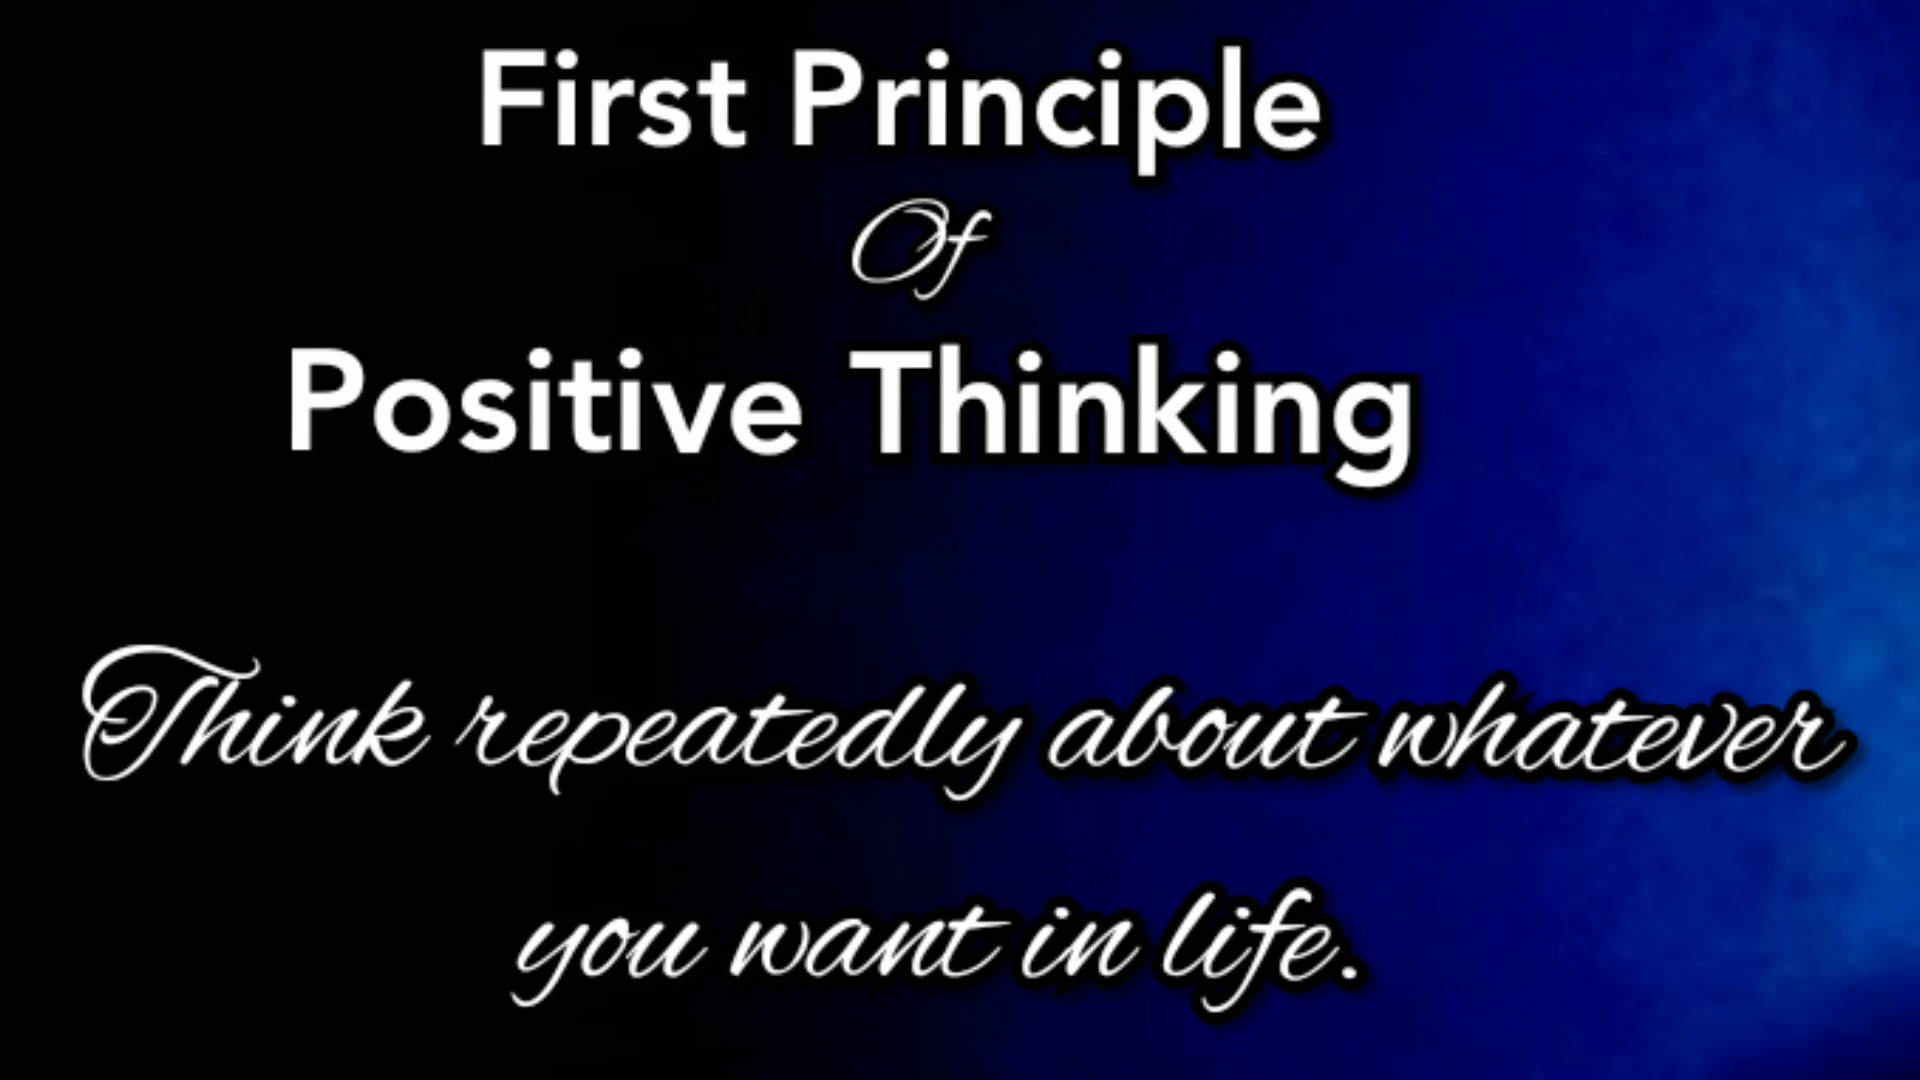 First Principle
Of
Positive Thinking
Think repeatedly about whatever
you want in life.